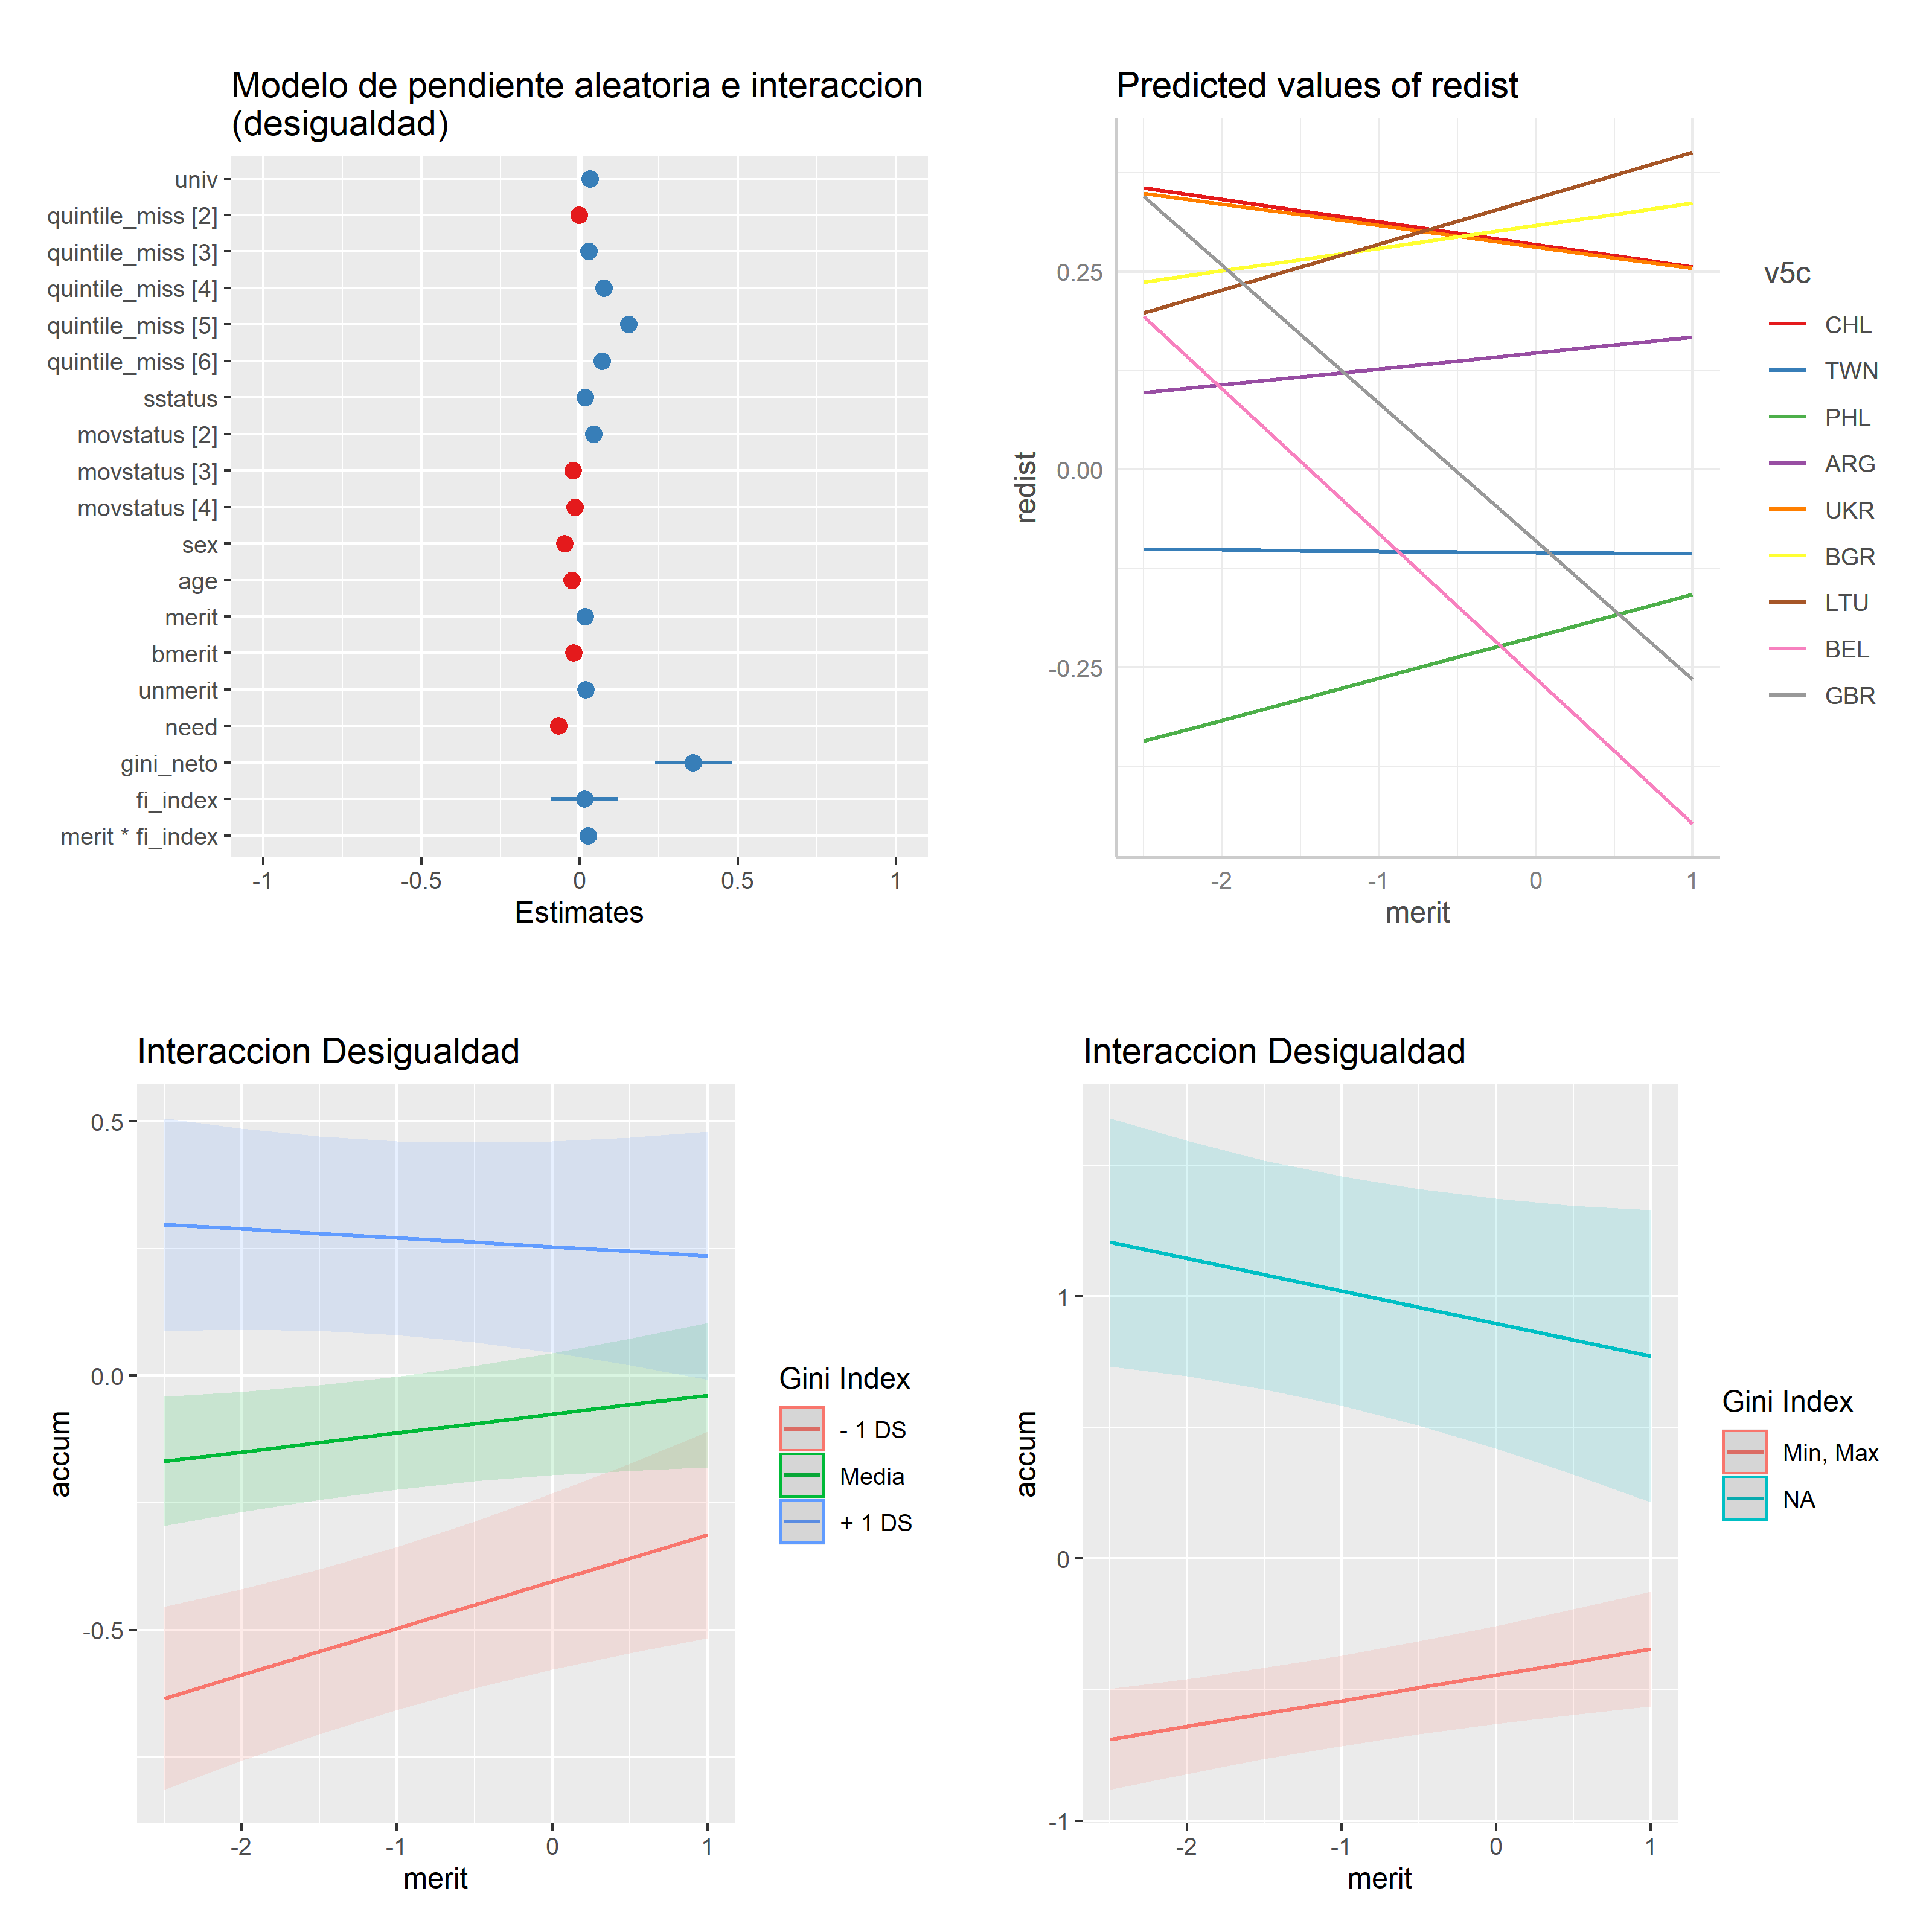 Modelo de pendiente aleatoria e interaccion
(desigualdad)
univ
quintile_miss [2]
quintile_miss [3]
quintile_miss [4]
quintile_miss [5]
quintile_miss [6]
sstatus
movstatus [2]
movstatus [3]
movstatus [4]
sex
age
merit
bmerit
unmerit
need
gini_neto
fi_index
merit * fi_index
-1
-0.5
0
0.5
1
Estimates
Predicted values of redist
redist
0.25
0.00
-0.25
-2
-1
0
1
merit
v5c
CHL
TWN
PHL
ARG
UKR
BGR
LTU
BEL
GBR
Interaccion Desigualdad
accum
0.5
0.0
-0.5
-2
-1
0
1
merit
Gini Index
- 1 DS
Media
+ 1 DS
Interaccion Desigualdad
accum
1
0
-1
-2
-1
0
1
merit
Gini Index
Min, Max
NA